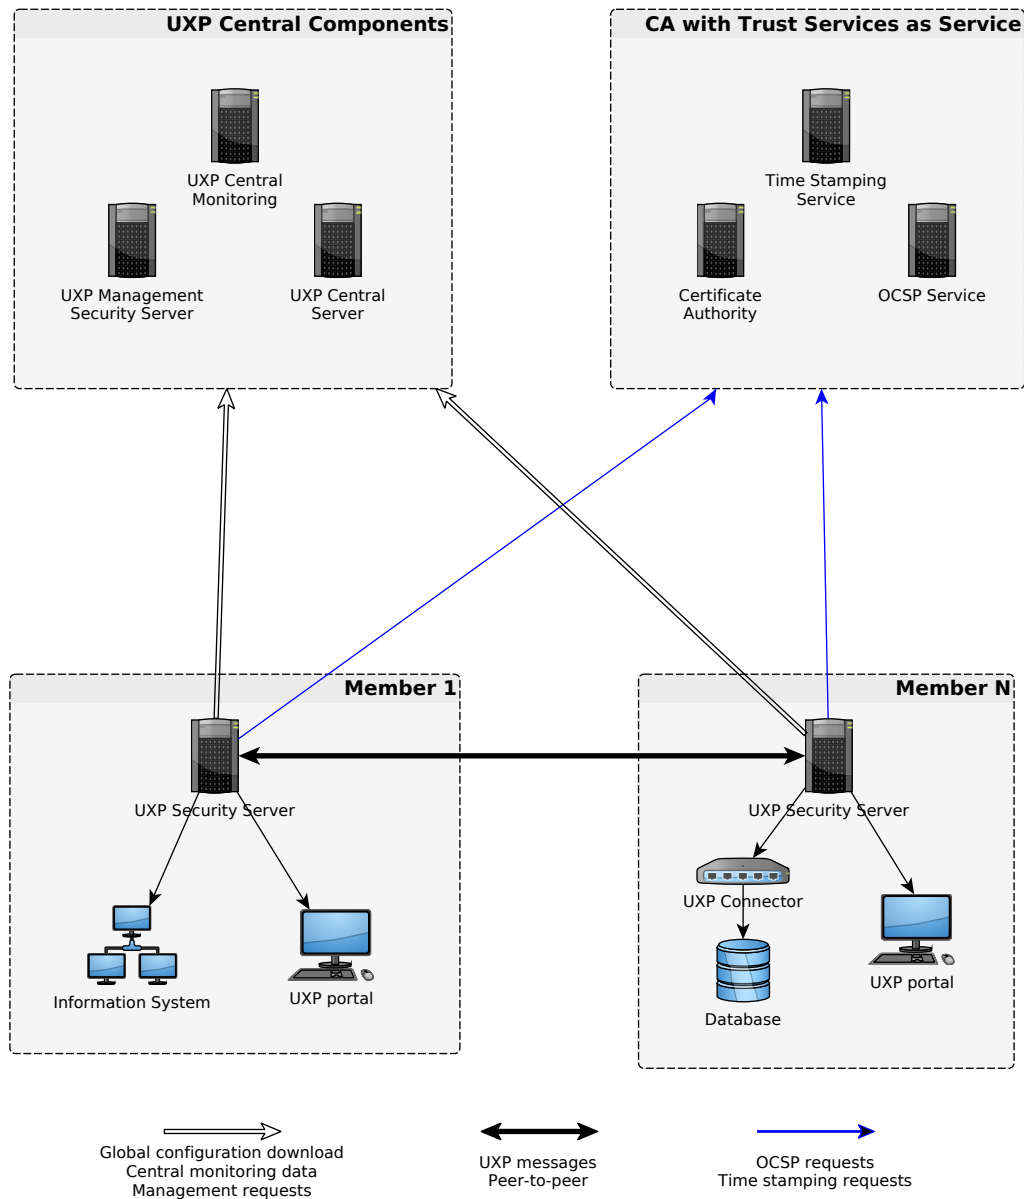 UXP Central Components
UXP Central
Monitoring
UXP Management
Security Server
UXP Central
Server
CA with Trust Services as Service
Time Stamping
Service
Certificate
Authority
OCSP Service
Member 1
UXP Security Server
Information System
UXP portal
Member N
UXP Security Server
UXP Connector
Database
UXP portal
Global configuration download
Central monitoring data
Management requests
UXP messages
Peer-to-peer
OCSP requests
Time stamping requests